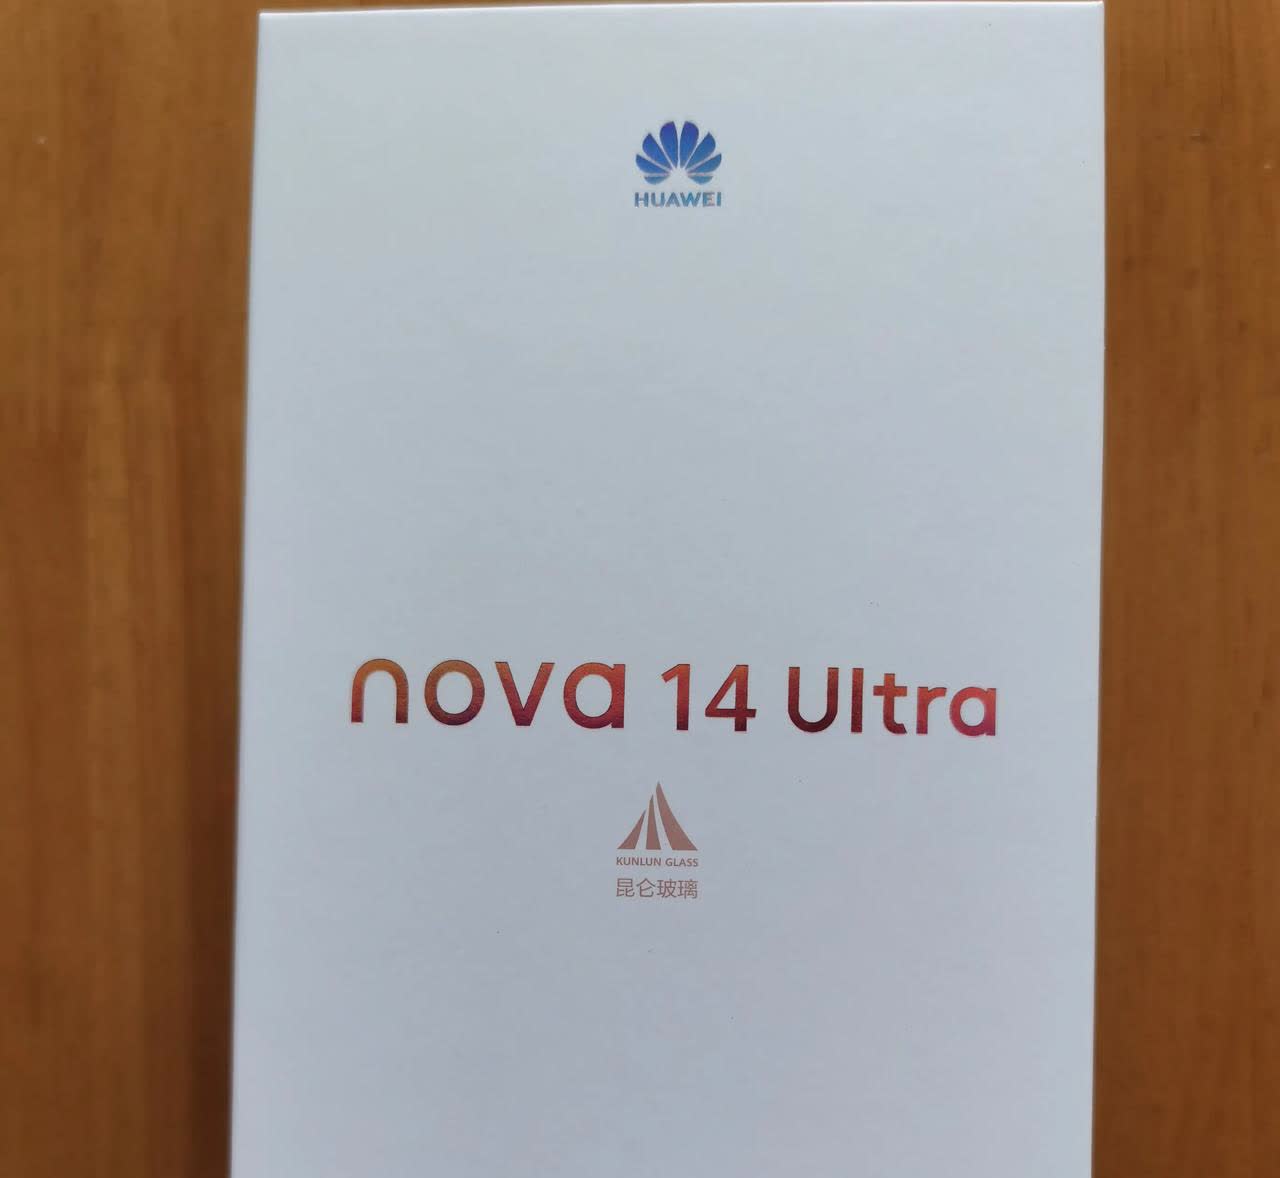 HUAWEI
nova 14 Ultra
KUNLUN GLASS
昆仑玻璃